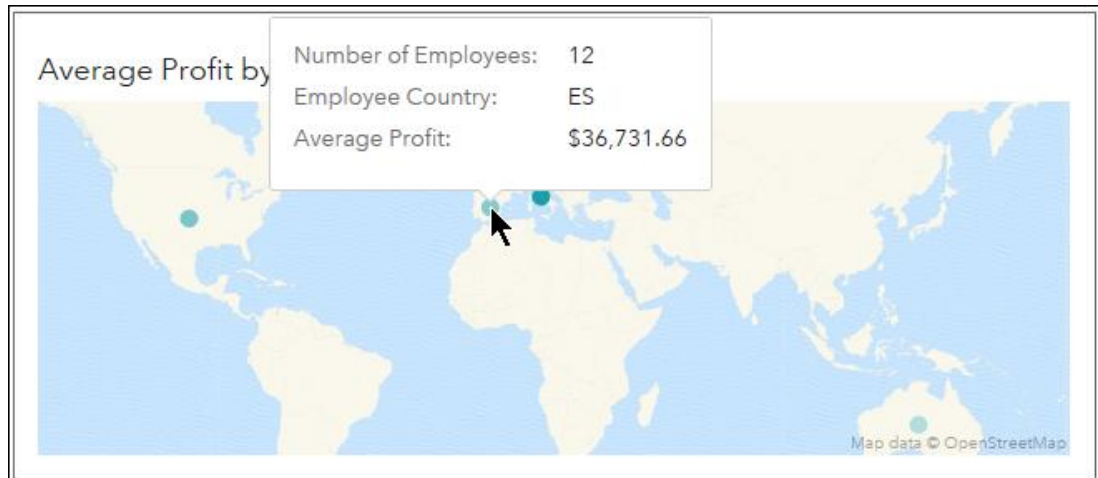 Average Profit by
Number of Employees: 12
Employee Country: ES
Average Profit: $36,731.66
Map data © OpenStreetMap